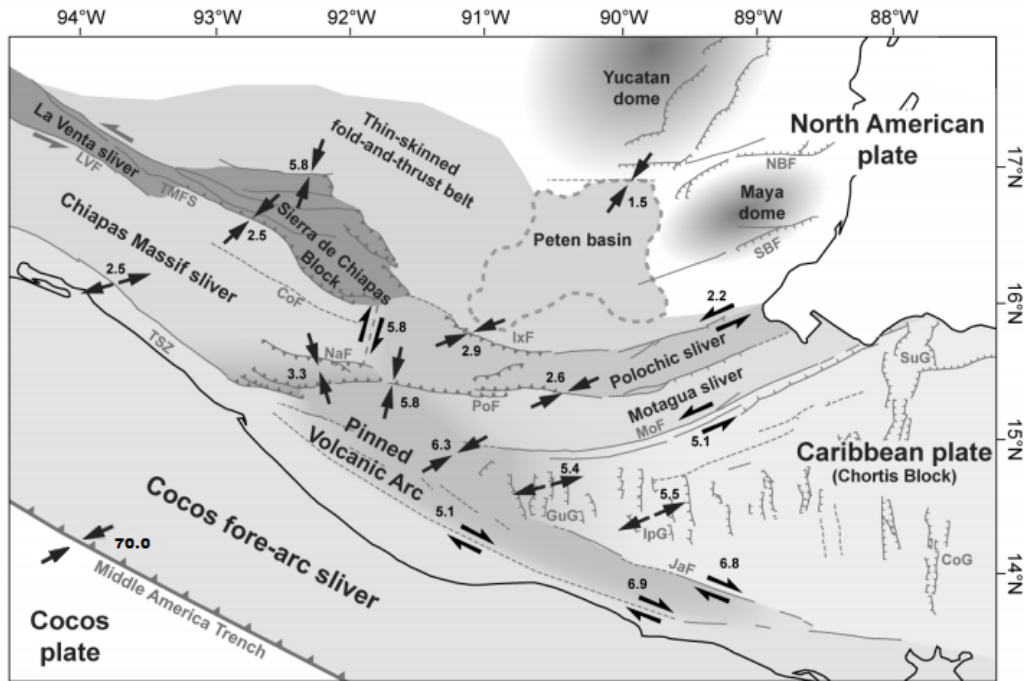 94°W 93°W 92°W 91°W 90°W 89°W 88°W
Yucatan
dome
North American
plate
NBF
17°N
Thin-skinned
fold-and-thrust belt
La Venta sliver
LVF
TMFS
5.8
1.5
Maya
dome
SBF
Peten basin
Sierra de Chiapas
Block
2.5
Chiapas Massif sliver
CoF
2.5
16°N
2.2
5.8
IxF
2.9
TSZ
NaF
3.3
Polochic sliver
SuG
2.6
5.8
PoF
Motagua sliver
MoF
5.1
15°N
Pinned
Volcanic Arc
6.3
Caribbean plate
(Chortis Block)
5.4
GuG
5.5
IpG
5.1
Cocos fore-arc sliver
70.0
JaF
6.8
CoG
14°N
6.9
Middle America Trench
Cocos
plate